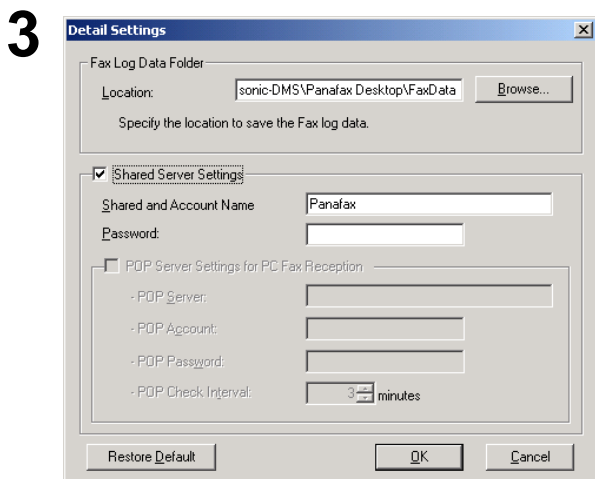 3
Detail Settings
Fax Log Data Folder
Location: sonic-DMS\Panafax Desktop\FaxData Browse...
Specify the location to save the Fax log data.
Shared Server Settings
Shared and Account Name Panafax
Password:
POP Server Settings for PC Fax Reception
- POP Server:
- POP Account:
- POP Password:
- POP Check Interval: 3 minutes
Restore Default OK Cancel